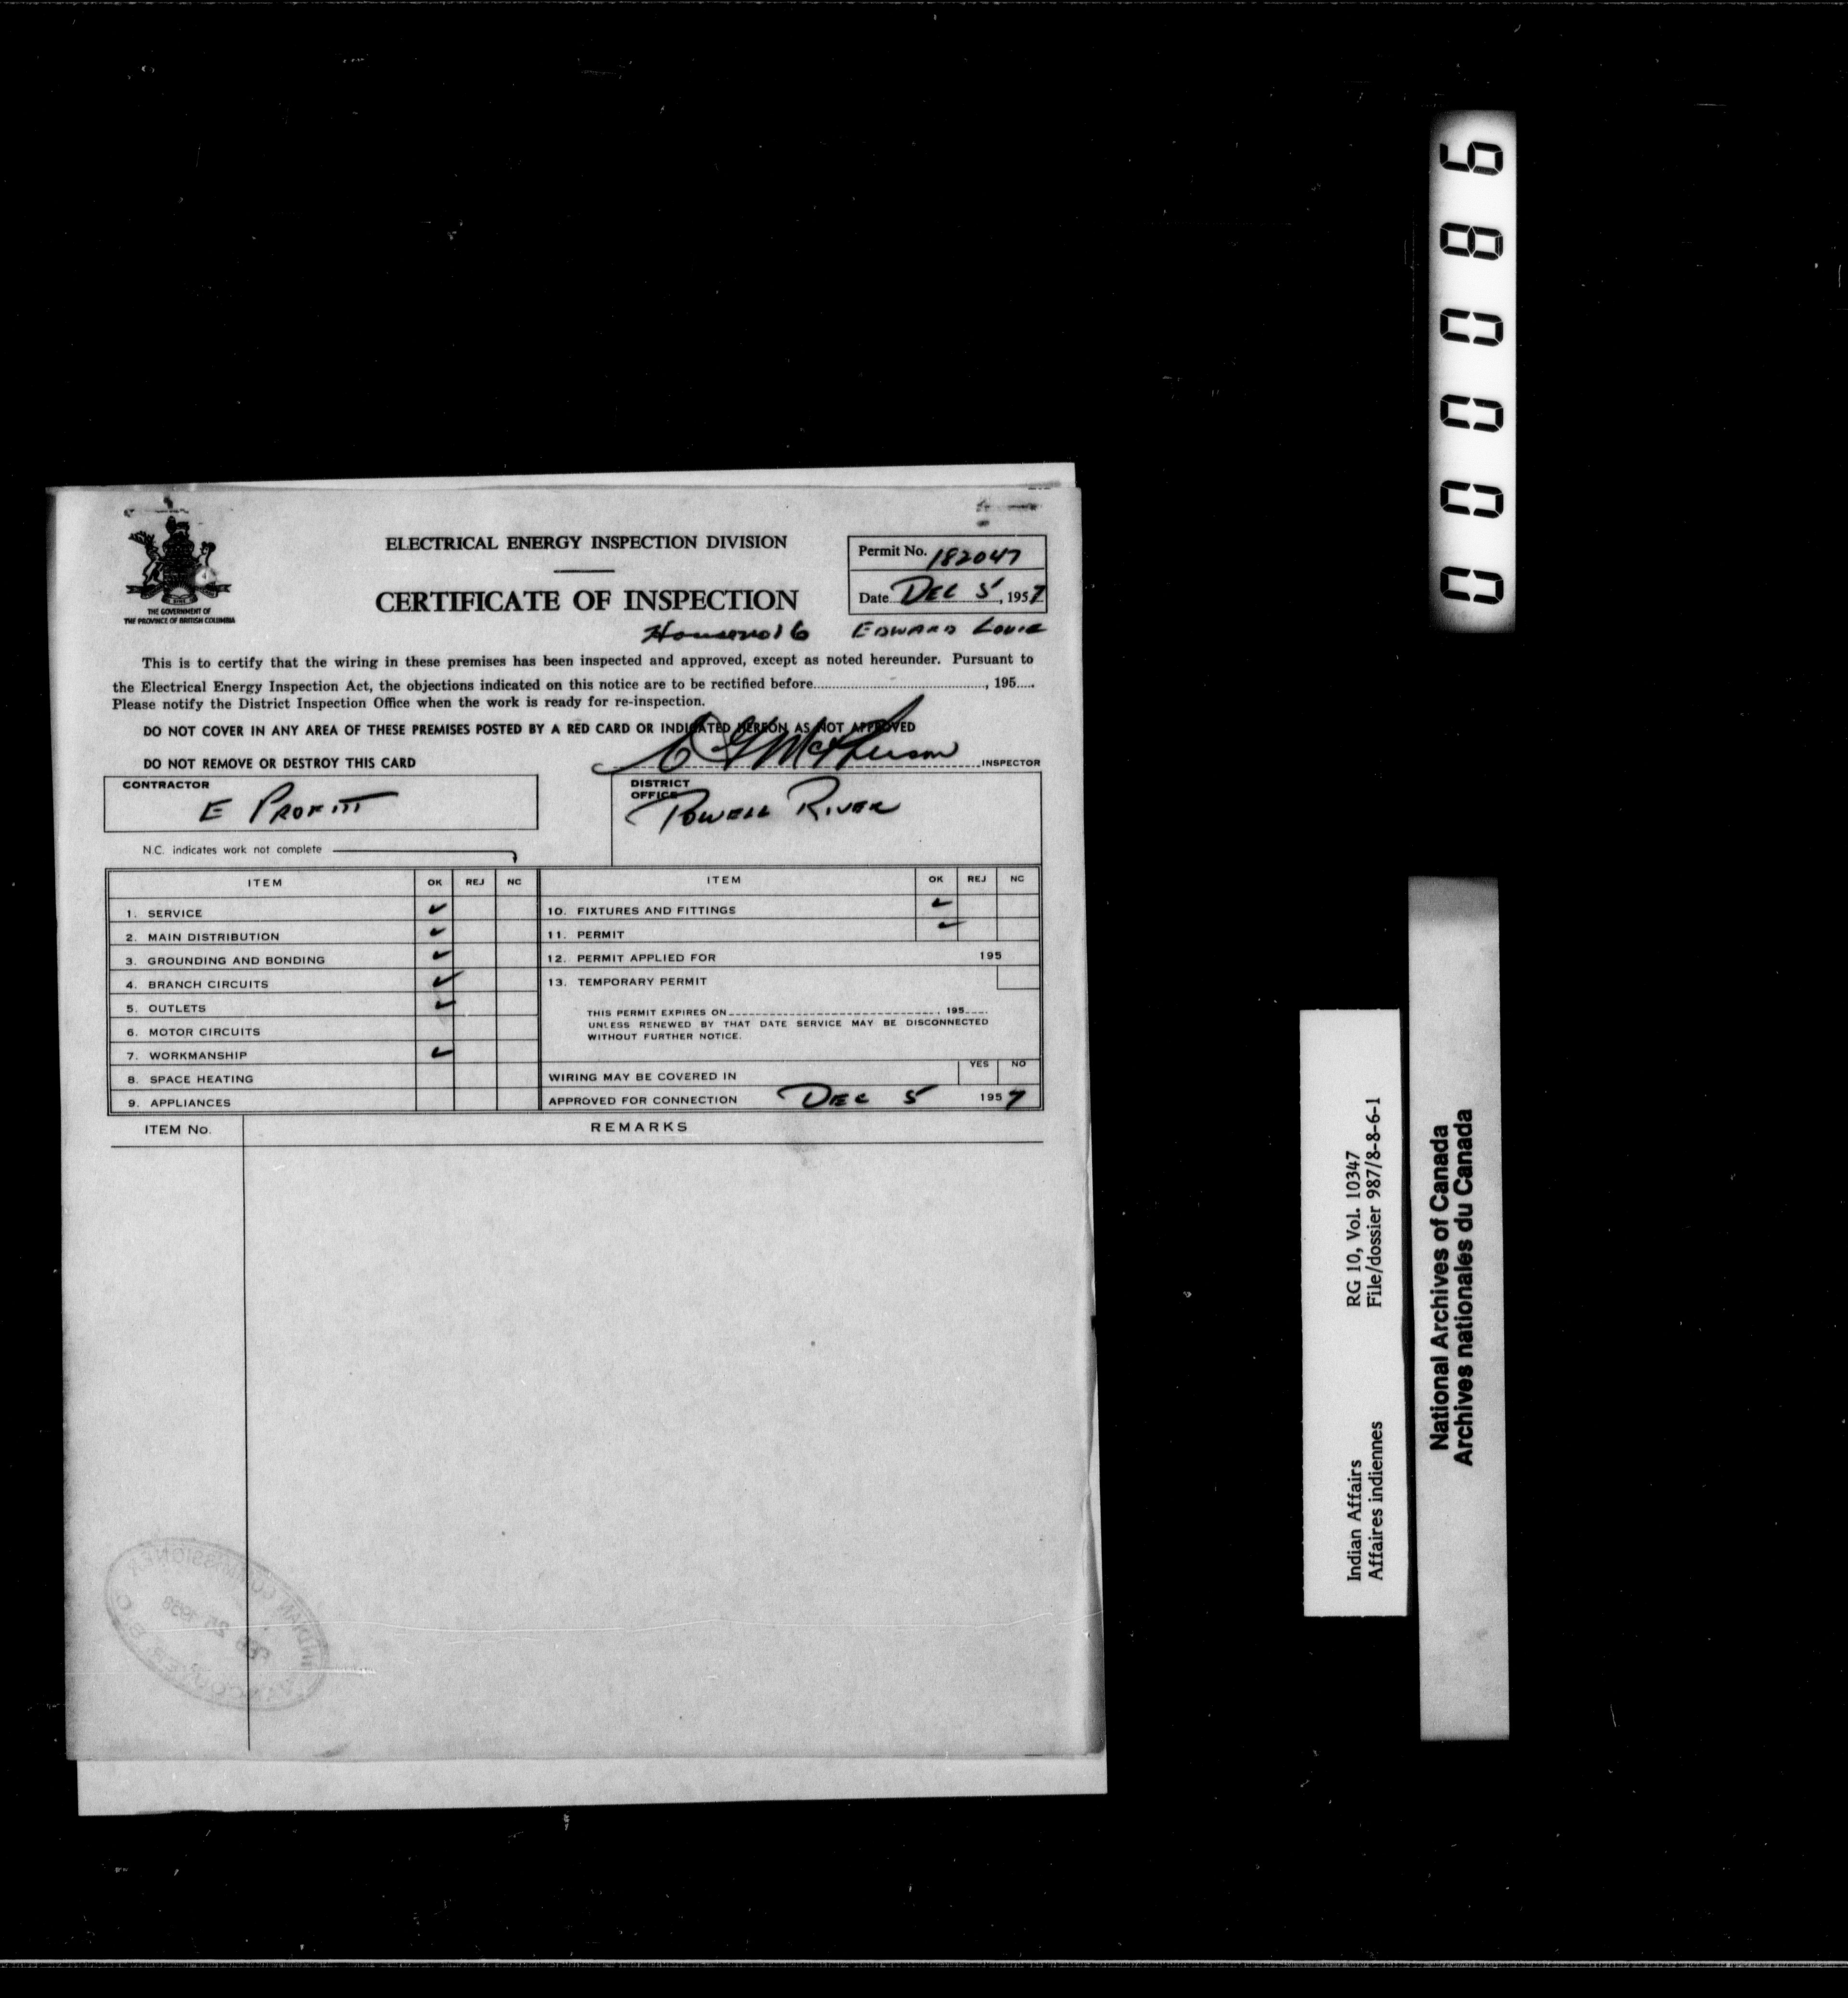 THE GOVERNMENT OF
THE PROVINCE OF BRITISH COLUMBIA
ELECTRICAL ENERGY INSPECTION DIVISION
CERTIFICATE OF INSPECTION
Permit No. 182047
Date DEC 5, 1957
House no 16 EDWARD LOUIE
This is to certify that the wiring in these premises has been inspected and approved, except as noted hereunder. Pursuant to
the Electrical Energy Inspection Act, the objections indicated on this notice are to be rectified before, 195
Please notify the District Inspection Office when the work is ready for re-inspection.
DO NOT COVER IN ANY AREA OF THESE PREMISES POSTED BY A RED CARD OR INDICATED HEREON AS NOT APPROVED
DO NOT REMOVE OR DESTROY THIS CARD
McPherson INSPECTOR
CONTRACTOR
E PROFITT
DISTRICT
OFFICE
POWELL RIVER
N.C. indicates work not complete
ITEM OK REJ NC
1. SERVICE ✓
2. MAIN DISTRIBUTION ✓
3. GROUNDING AND BONDING ✓
4. BRANCH CIRCUITS ✓
5. OUTLETS ✓
6. MOTOR CIRCUITS
7. WORKMANSHIP ✓
8. SPACE HEATING
9. APPLIANCES
ITEM OK REJ NC
10. FIXTURES AND FITTINGS ✓
11. PERMIT ✓
12. PERMIT APPLIED FOR 195
13. TEMPORARY PERMIT
THIS PERMIT EXPIRES ON, 195
UNLESS RENEWED BY THAT DATE SERVICE MAY BE DISCONNECTED
WITHOUT FURTHER NOTICE.
YES NO
WIRING MAY BE COVERED IN
APPROVED FOR CONNECTION DEC 5 1957
ITEM No. REMARKS
INDIAN COMMISSIONER
1958
VANCOUVER B.C.
000086
Indian Affairs RG 10, Vol. 10347
Affaires indiennes File/dossier 987/8-8-6-1
National Archives of Canada
Archives nationales du Canada